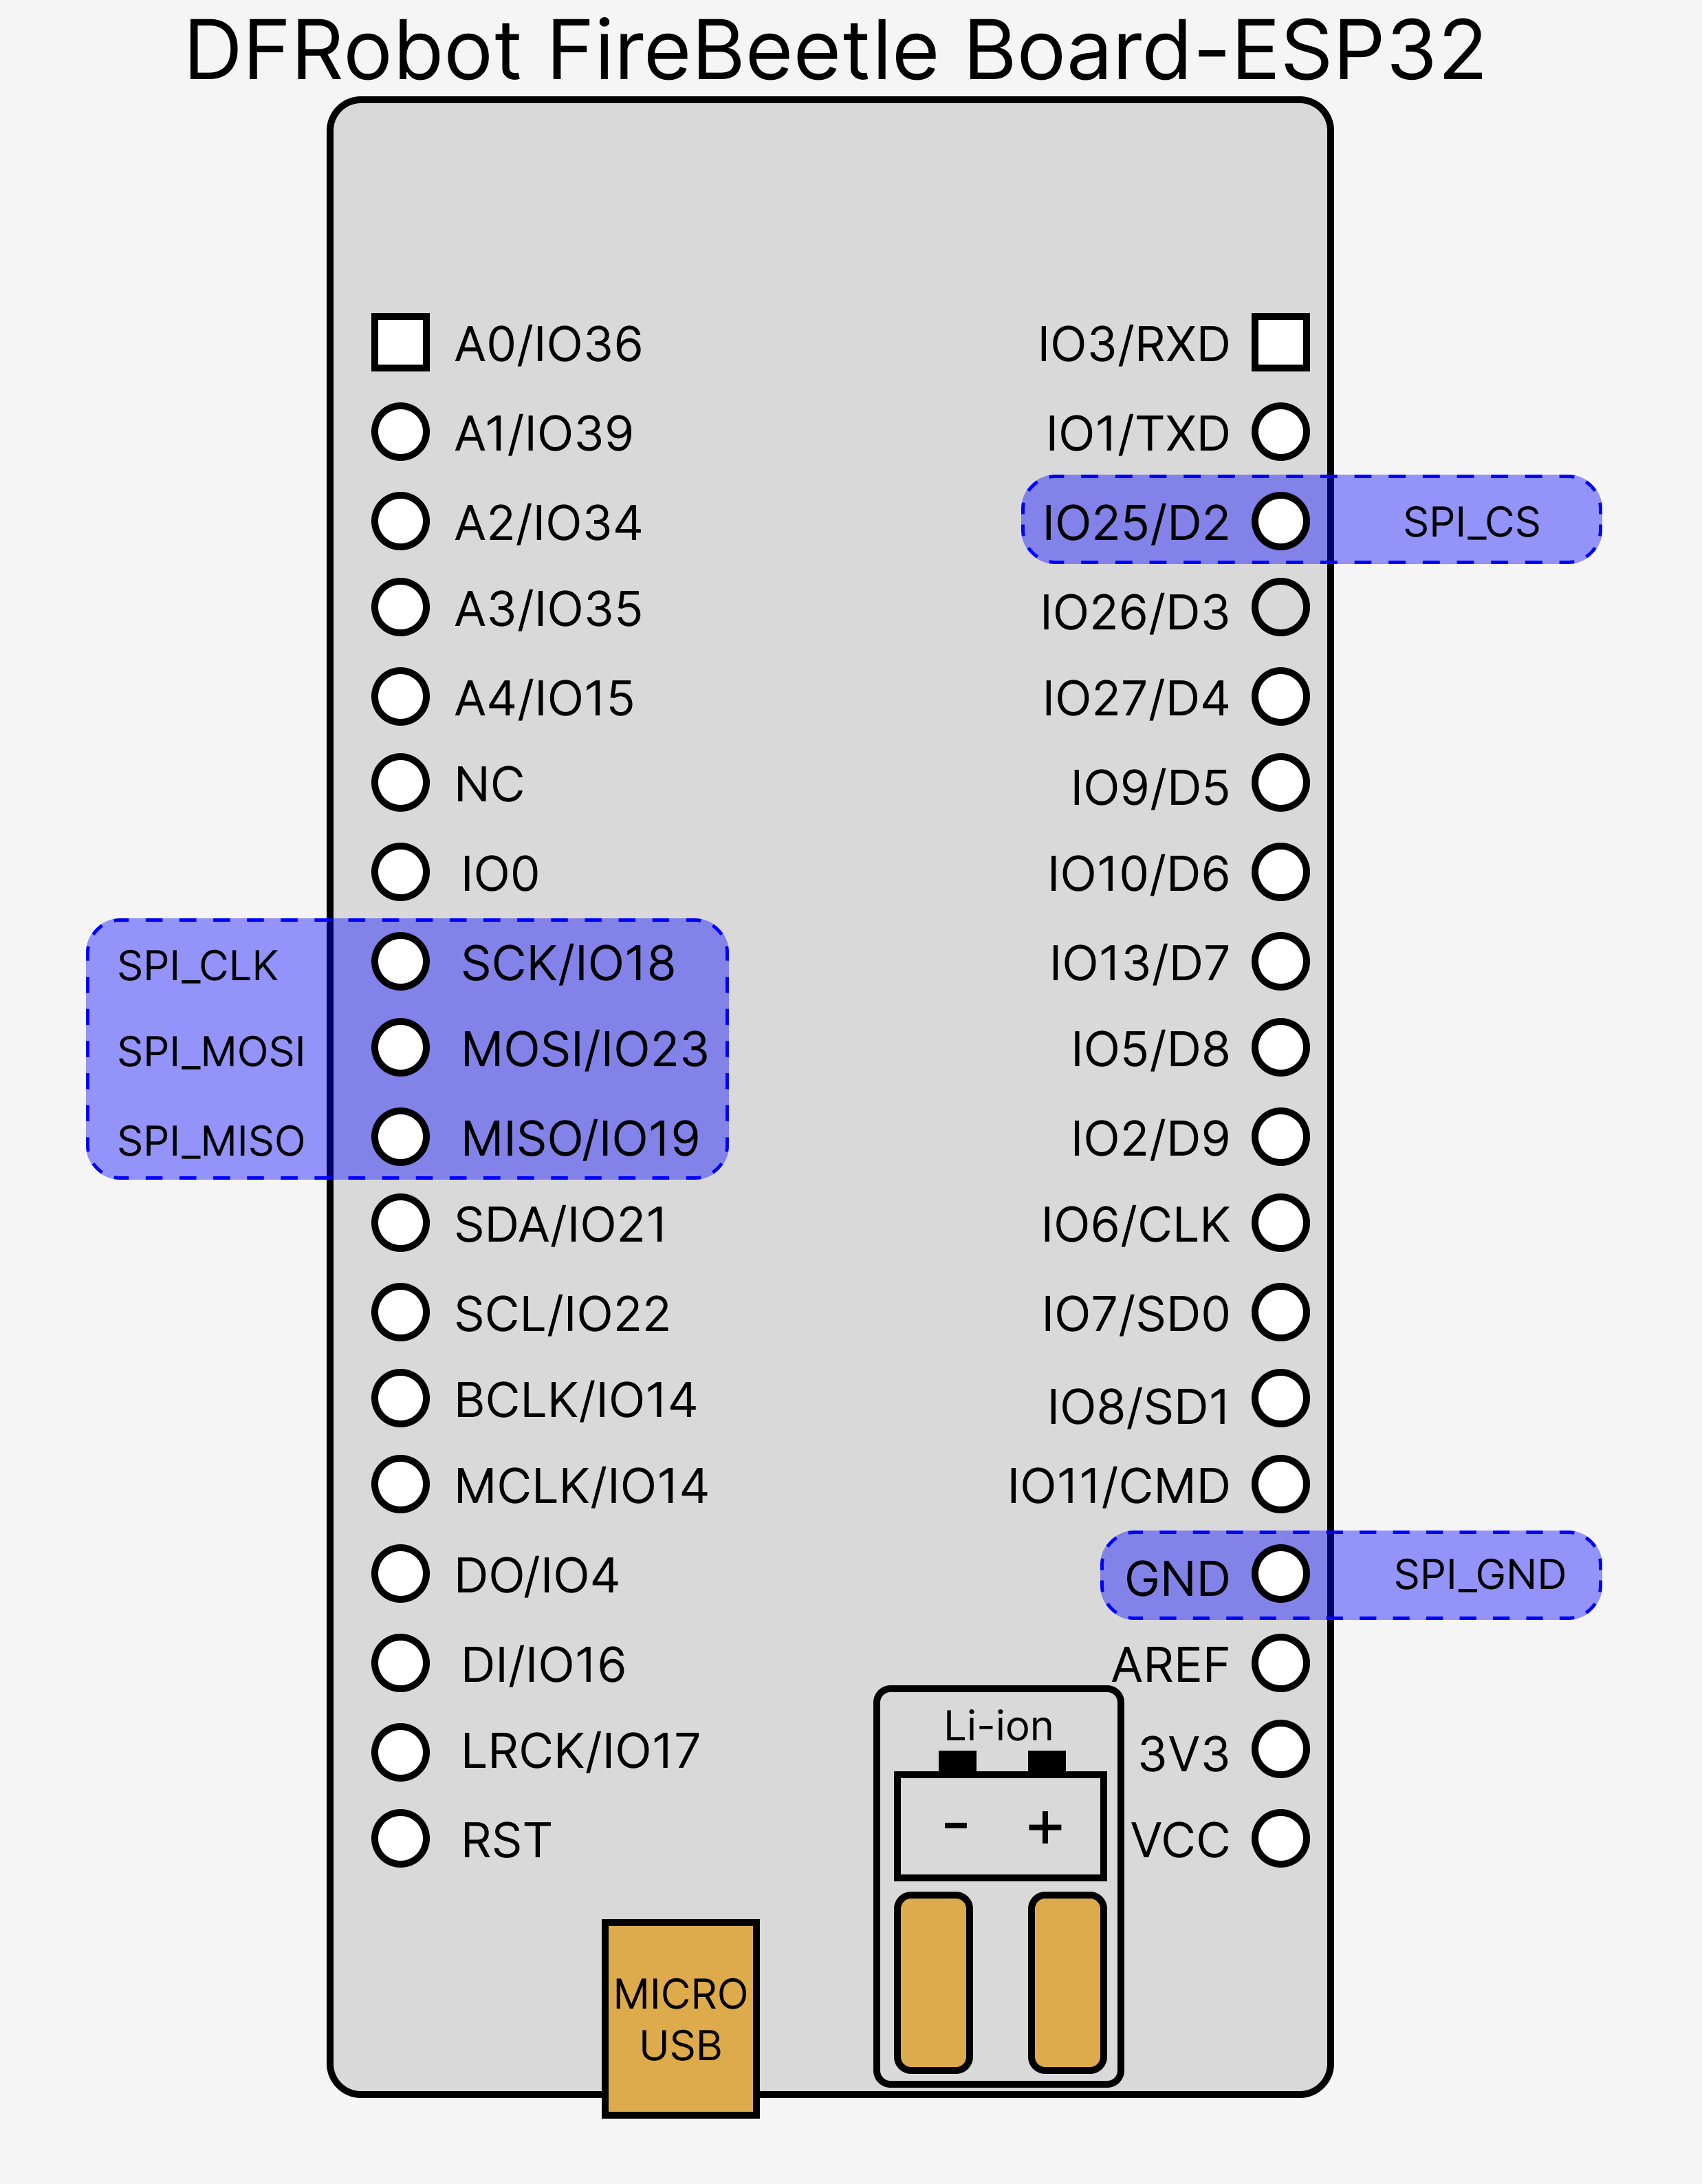 DFRobot FireBeetle Board-ESP32
A0/IO36
IO3/RXD
A1/IO39
IO1/TXD
A2/IO34
IO25/D2
SPI_CS
A3/IO35
IO26/D3
A4/IO15
IO27/D4
NC
IO9/D5
IO0
IO10/D6
SPI_CLK
SCK/IO18
IO13/D7
SPI_MOSI
MOSI/IO23
IO5/D8
SPI_MISO
MISO/IO19
IO2/D9
SDA/IO21
IO6/CLK
SCL/IO22
IO7/SD0
BCLK/IO14
IO8/SD1
MCLK/IO14
IO11/CMD
DO/IO4
GND
SPI_GND
DI/IO16
AREF
Li-ion
LRCK/IO17
3V3
- +
RST
VCC
MICRO
USB